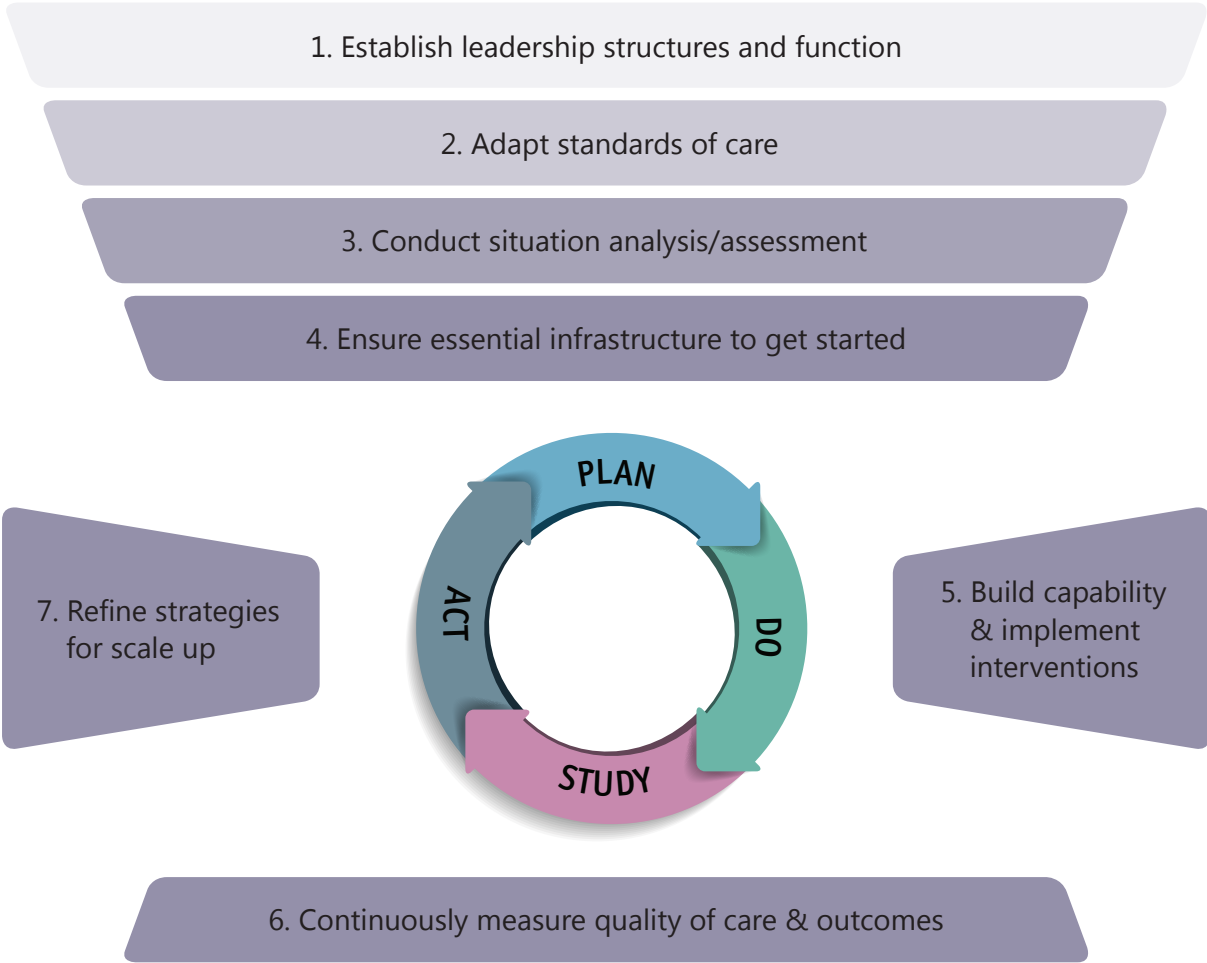 1. Establish leadership structures and function
2. Adapt standards of care
3. Conduct situation analysis/assessment
4. Ensure essential infrastructure to get started
PLAN
DO
STUDY
ACT
5. Build capability
& implement
interventions
6. Continuously measure quality of care & outcomes
7. Refine strategies
for scale up